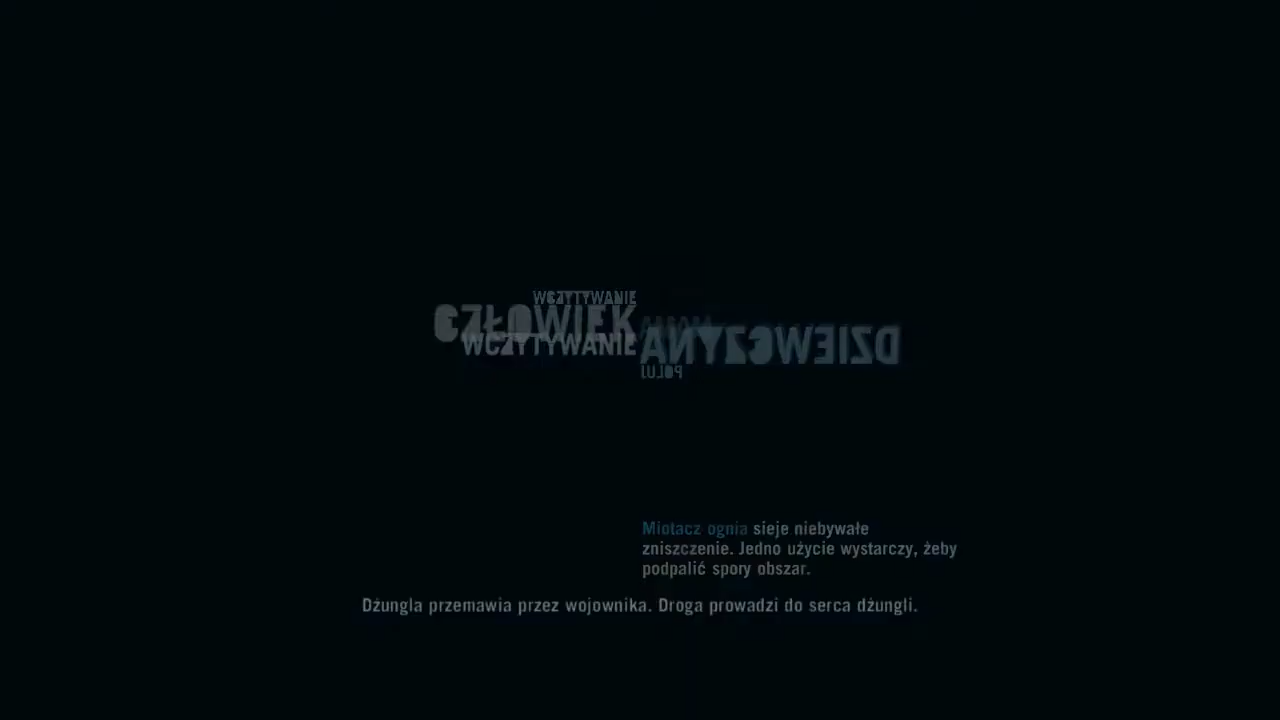 WCZYTYWANIE
CZŁOWIEK
WCZYTYWANIE
DZIEWCZYNA
POLUJ
Miotacz ognia sieje niebywałe
zniszczenie. Jedno użycie wystarczy, żeby
podpalić spory obszar.
Dżungla przemawia przez wojownika. Droga prowadzi do serca dżungli.